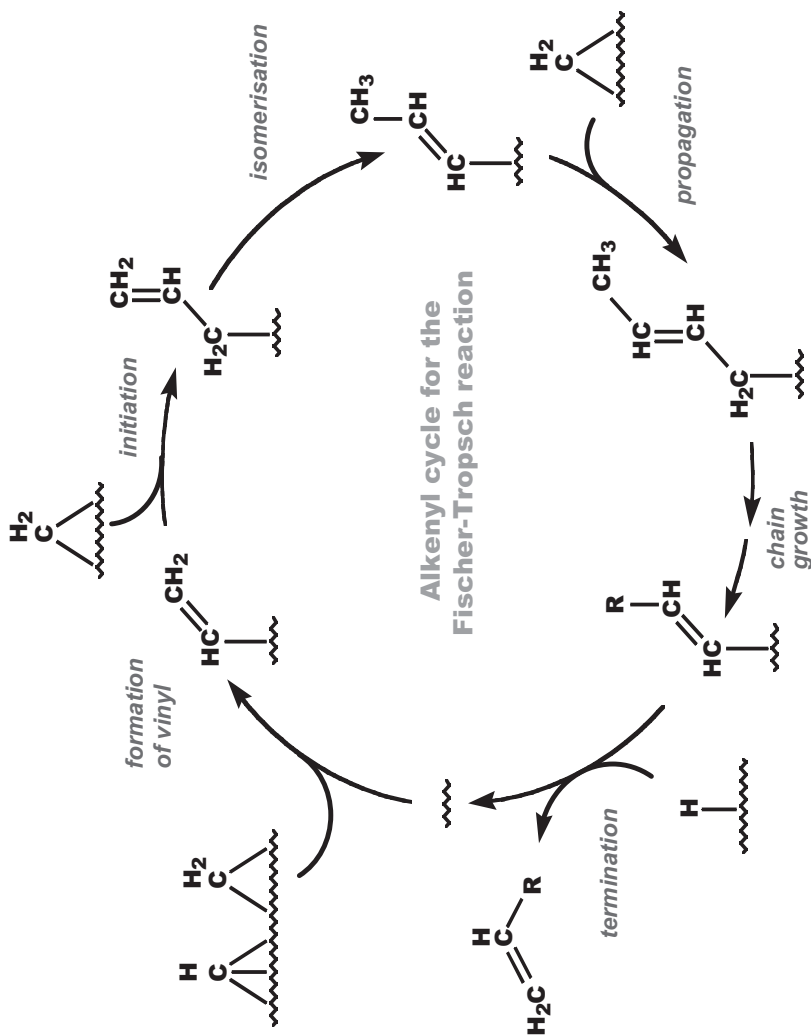 H2
C
initiation
CH2
CH
H2C
isomerisation
CH3
CH
HC
H2
C
propagation
CH3
HC
CH
H2C
chain
growth
R
CH
HC
H
termination
H
C
R
H2C
H H2
C C
formation
of vinyl
CH2
HC
Alkenyl cycle for the
Fischer-Tropsch reaction